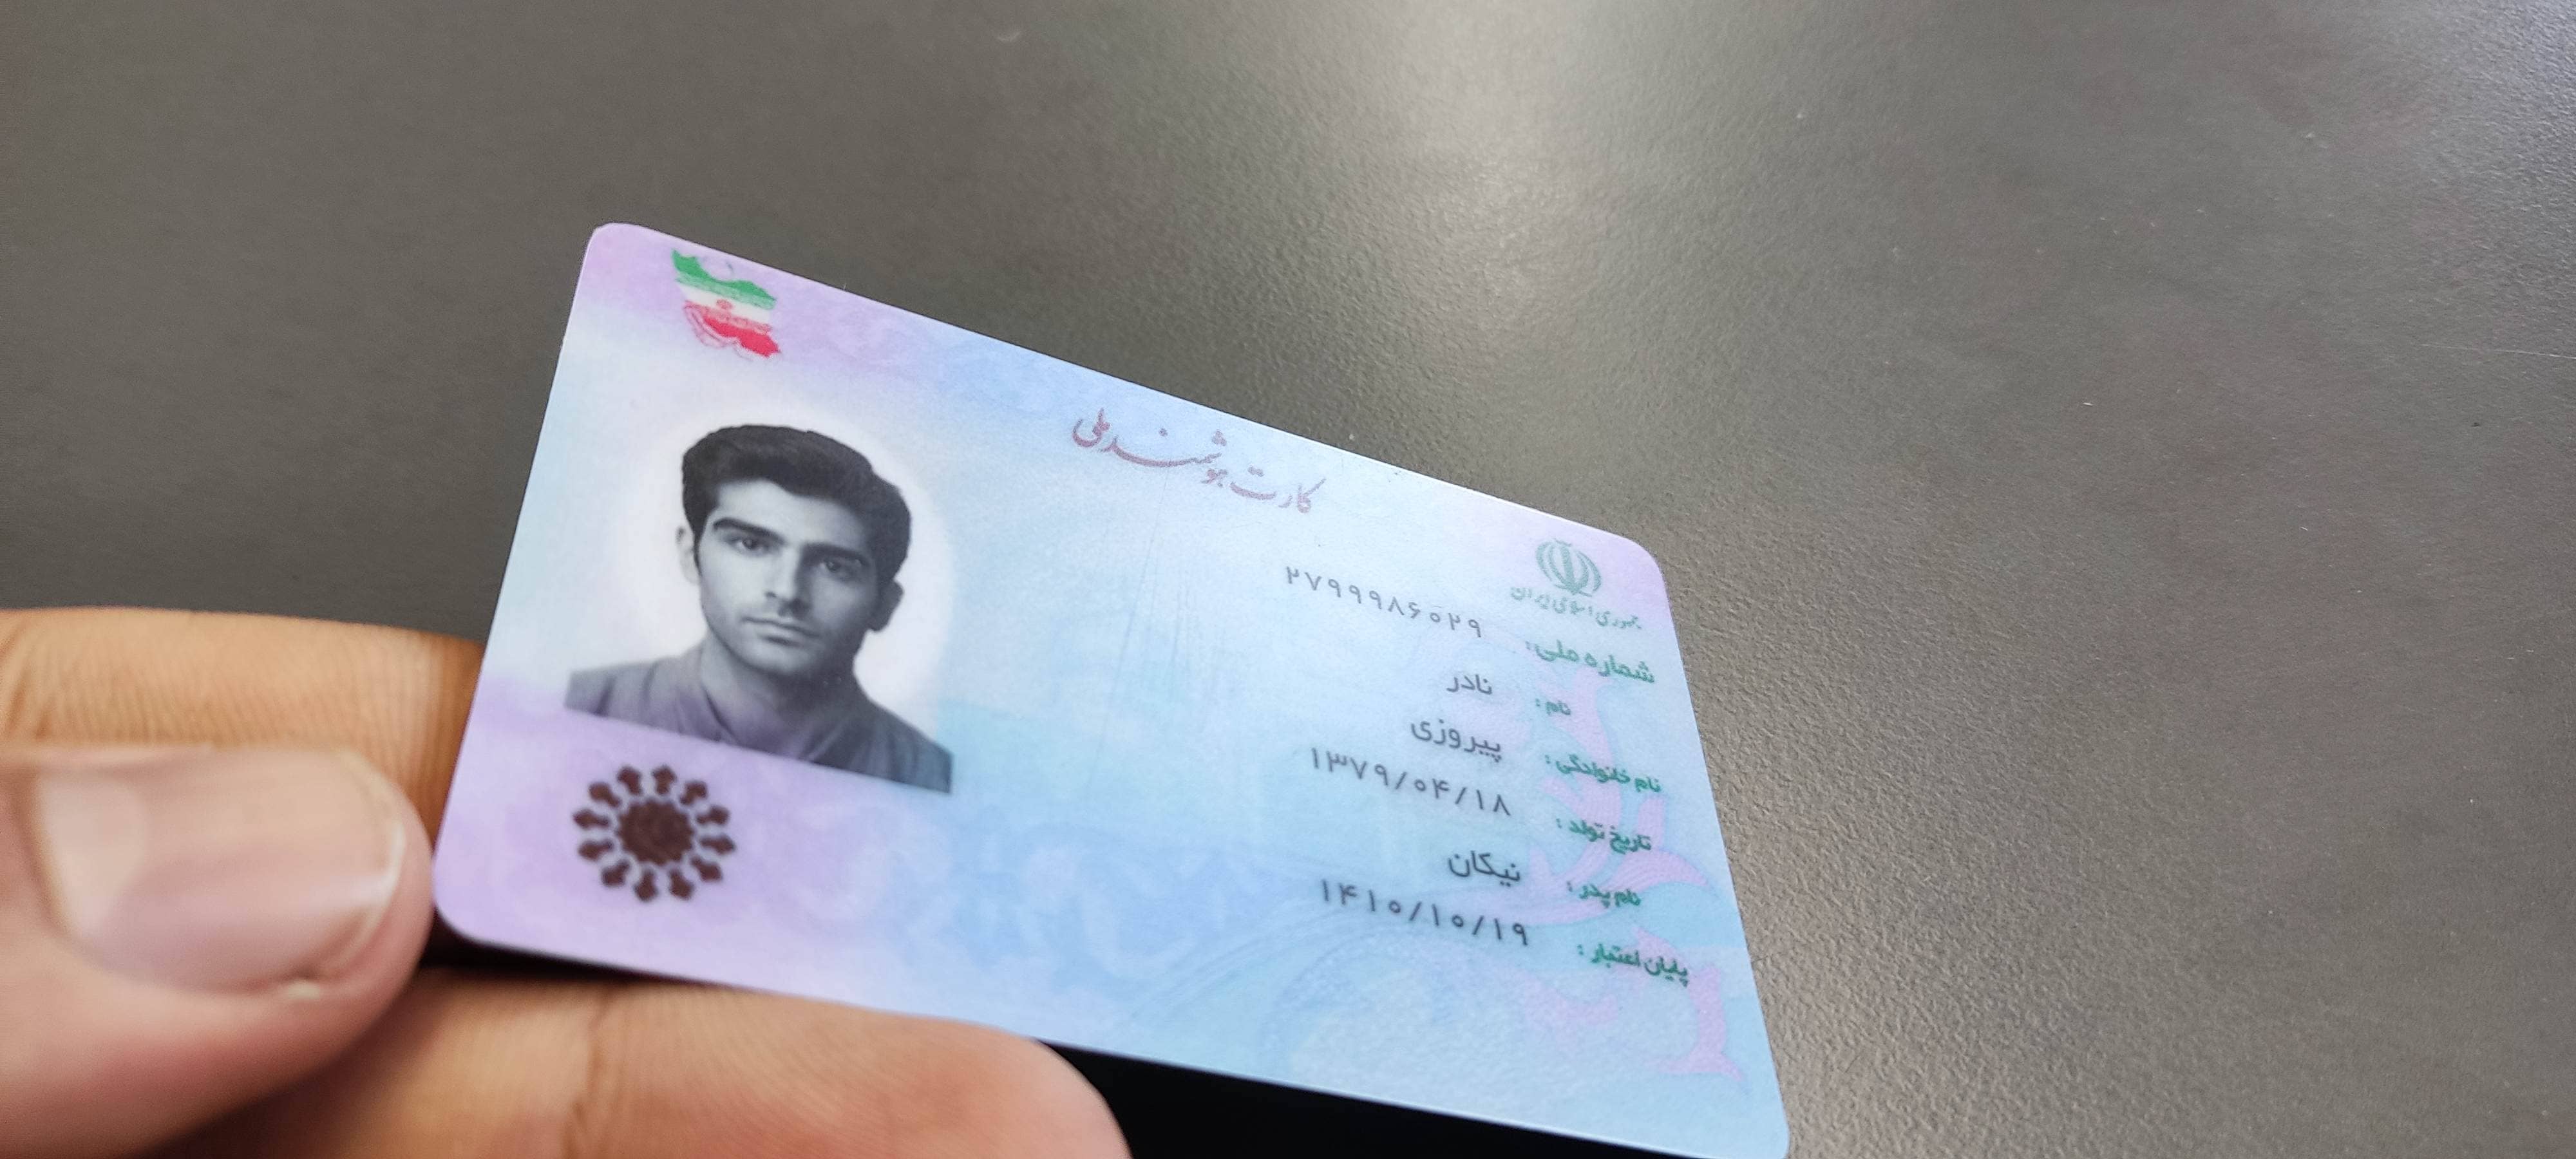 کارت هوشمند ملی
جمهوری اسلامی ایران
شماره ملی: ۲۷۹۹۹۸۶۰۲۹
نام: نادر
نام خانوادگی: پیروزی
تاریخ تولد: ۱۳۷۹/۰۴/۱۸
نام پدر: نیکان
پایان اعتبار: ۱۴۱۰/۱۰/۱۹